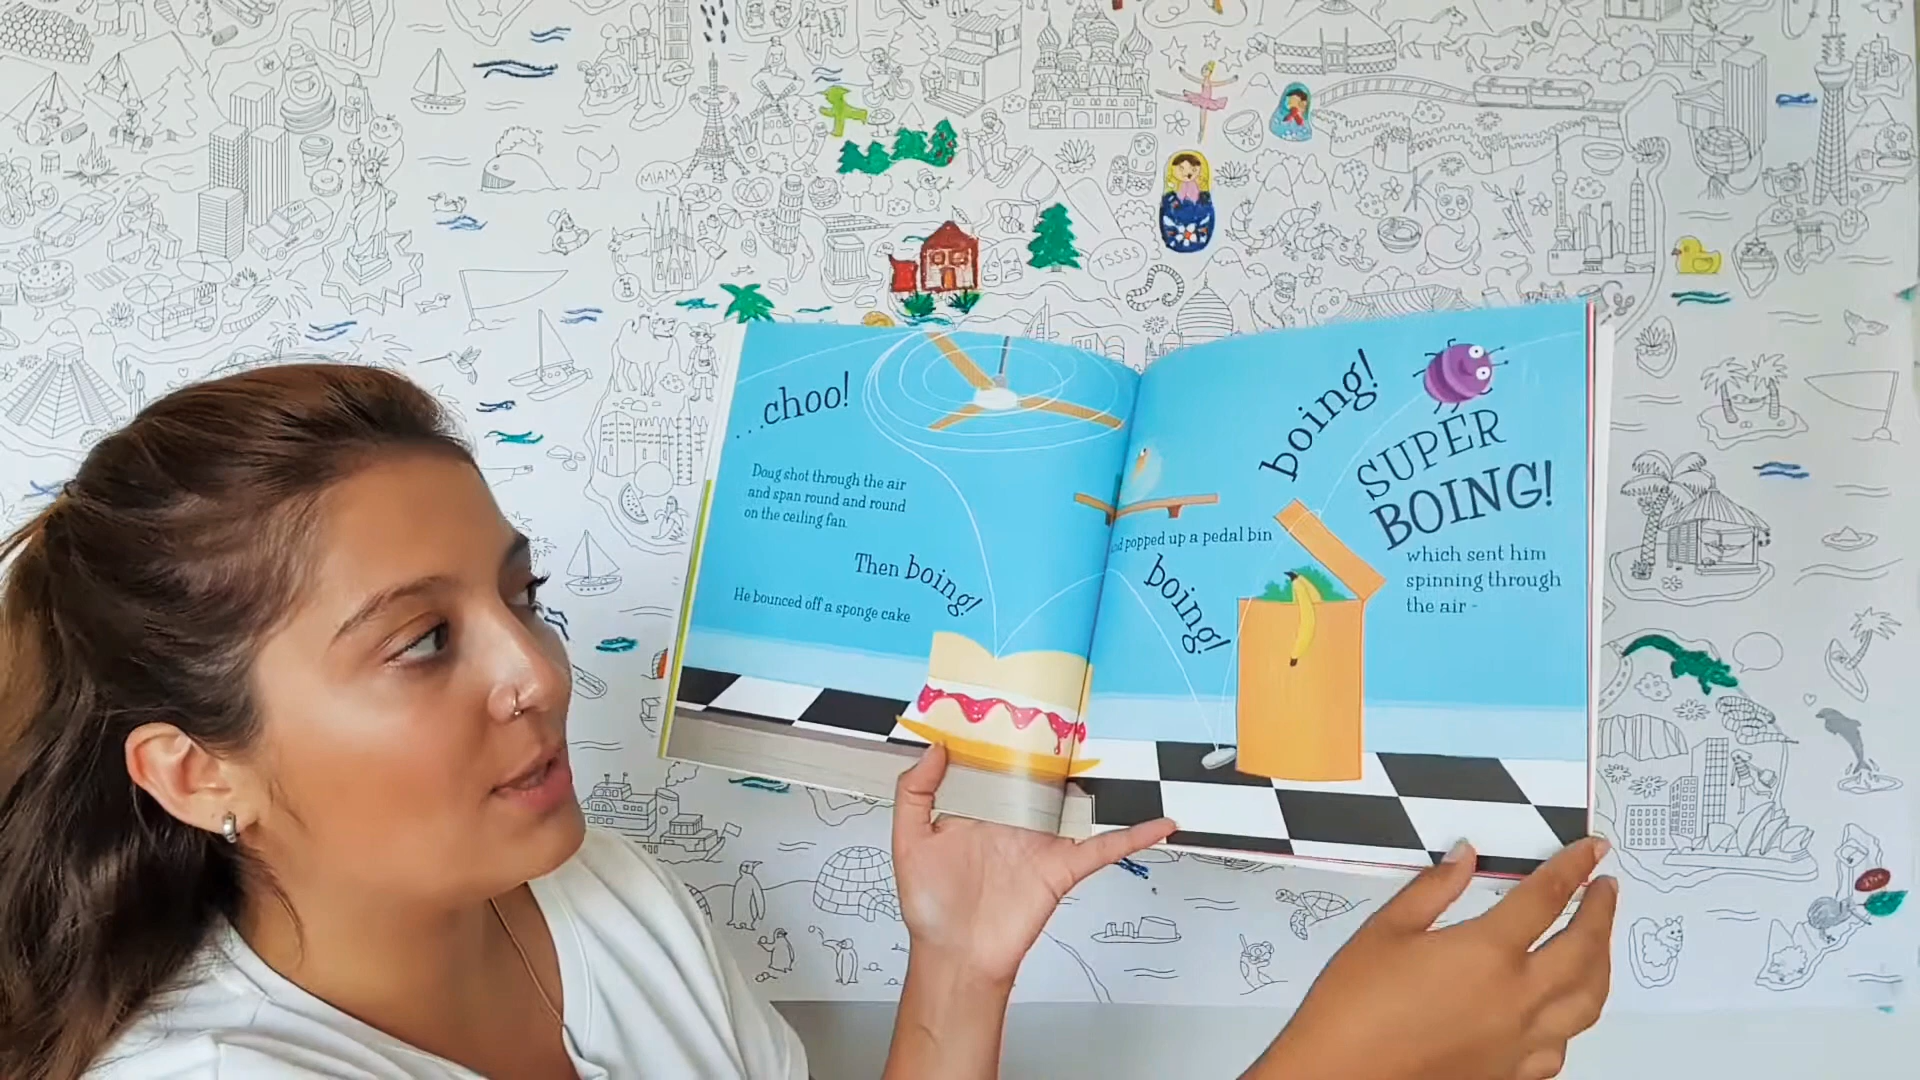 ...choo!
Doug shot through the air
and span round and round
on the ceiling fan.
Then boing!
He bounced off a sponge cake
popped up a pedal bin
boing!
boing!
SUPER
BOING!
which sent him
spinning through
the air -
MIAM
TSSSS